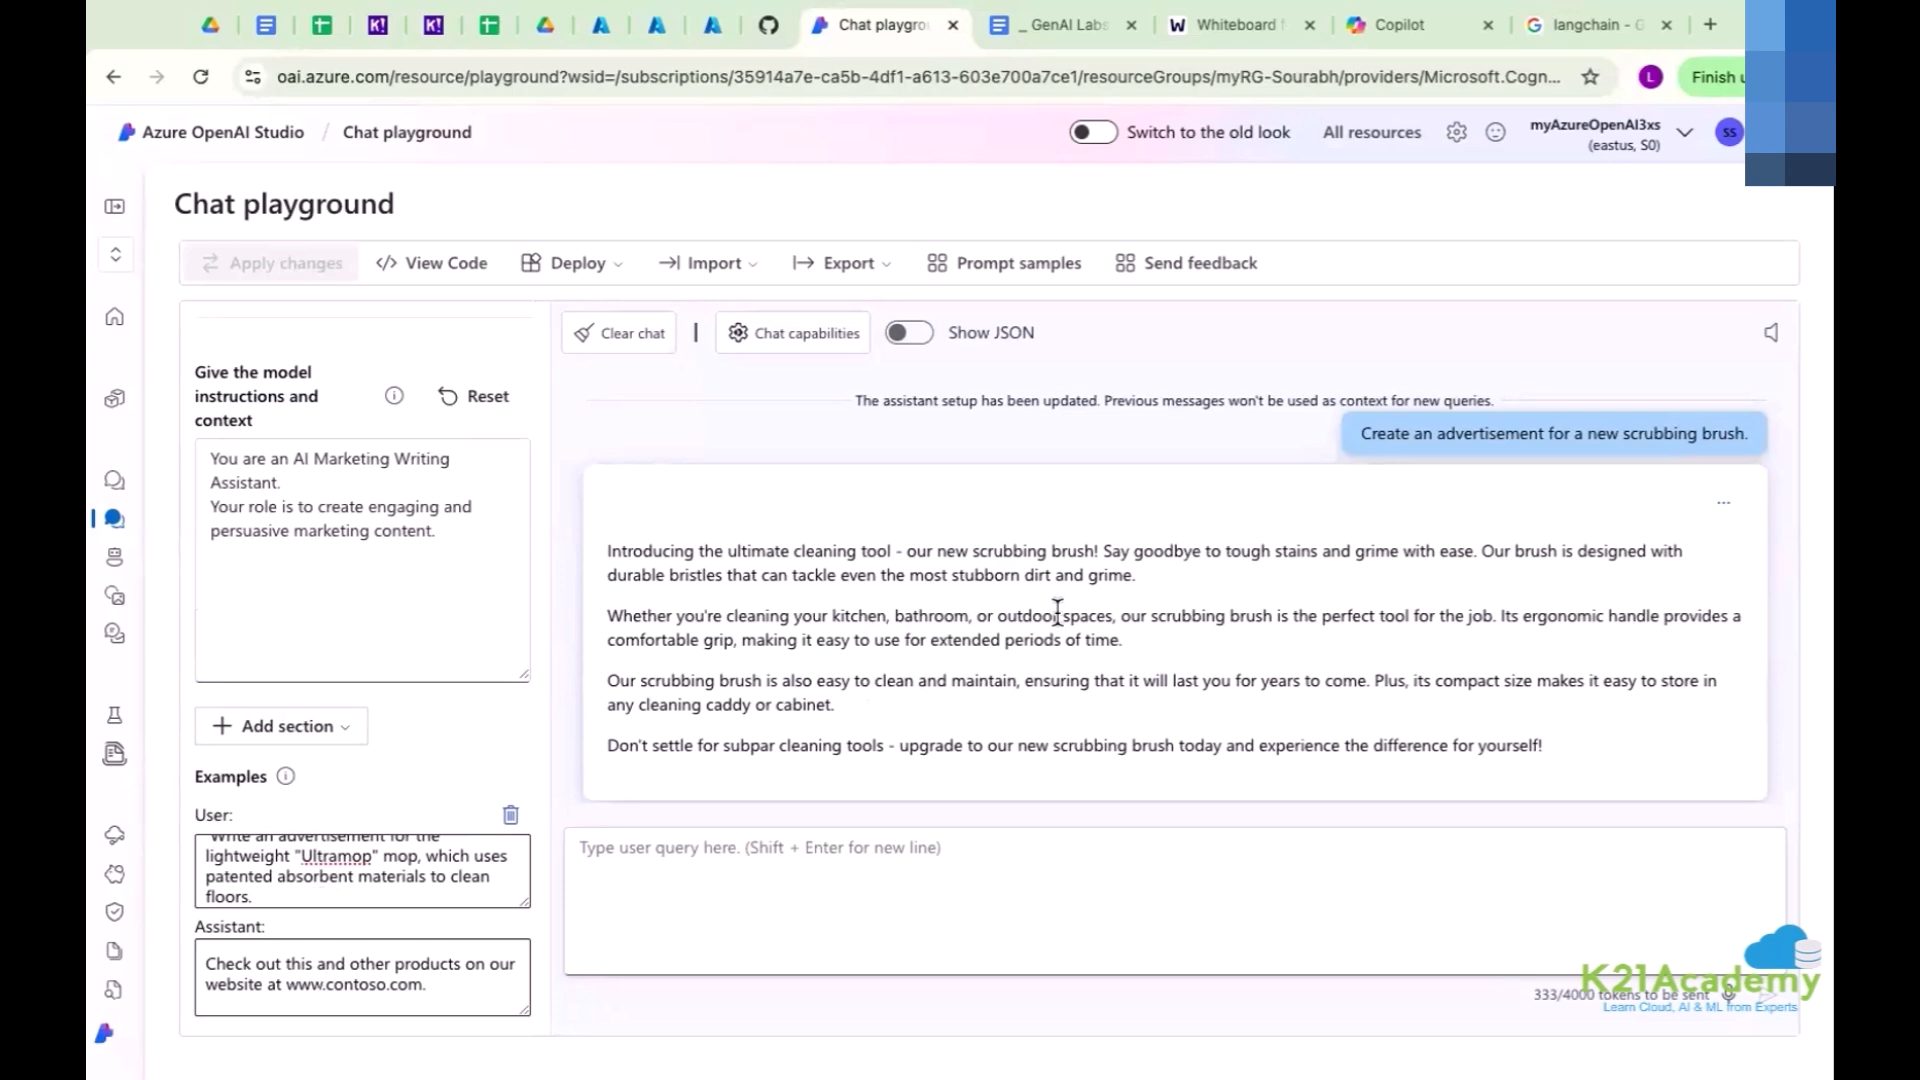 Chat playgro
_ GenAI Labs
Whiteboard f
Copilot
langchain - G
oai.azure.com/resource/playground?wsid=/subscriptions/35914a7e-ca5b-4df1-a613-603e700a7ce1/resourceGroups/myRG-Sourabh/providers/Microsoft.Cogn...
L
Finish u
Azure OpenAI Studio / Chat playground
Switch to the old look
All resources
myAzureOpenAI3xs
(eastus, S0)
SS
Chat playground
Apply changes
View Code
Deploy
Import
Export
Prompt samples
Send feedback
Give the model
instructions and
context
Reset
You are an AI Marketing Writing
Assistant.
Your role is to create engaging and
persuasive marketing content.
Add section
Examples
User:
Write an advertisement for the
lightweight "Ultramop" mop, which uses
patented absorbent materials to clean
floors.
Assistant:
Check out this and other products on our
website at www.contoso.com.
Clear chat
Chat capabilities
Show JSON
The assistant setup has been updated. Previous messages won't be used as context for new queries.
Create an advertisement for a new scrubbing brush.
Introducing the ultimate cleaning tool - our new scrubbing brush! Say goodbye to tough stains and grime with ease. Our brush is designed with
durable bristles that can tackle even the most stubborn dirt and grime.
Whether you're cleaning your kitchen, bathroom, or outdoor spaces, our scrubbing brush is the perfect tool for the job. Its ergonomic handle provides a
comfortable grip, making it easy to use for extended periods of time.
Our scrubbing brush is also easy to clean and maintain, ensuring that it will last you for years to come. Plus, its compact size makes it easy to store in
any cleaning caddy or cabinet.
Don't settle for subpar cleaning tools - upgrade to our new scrubbing brush today and experience the difference for yourself!
Type user query here. (Shift + Enter for new line)
333/4000 tokens to be sent
K21Academy
Learn Cloud, AI & ML from Experts